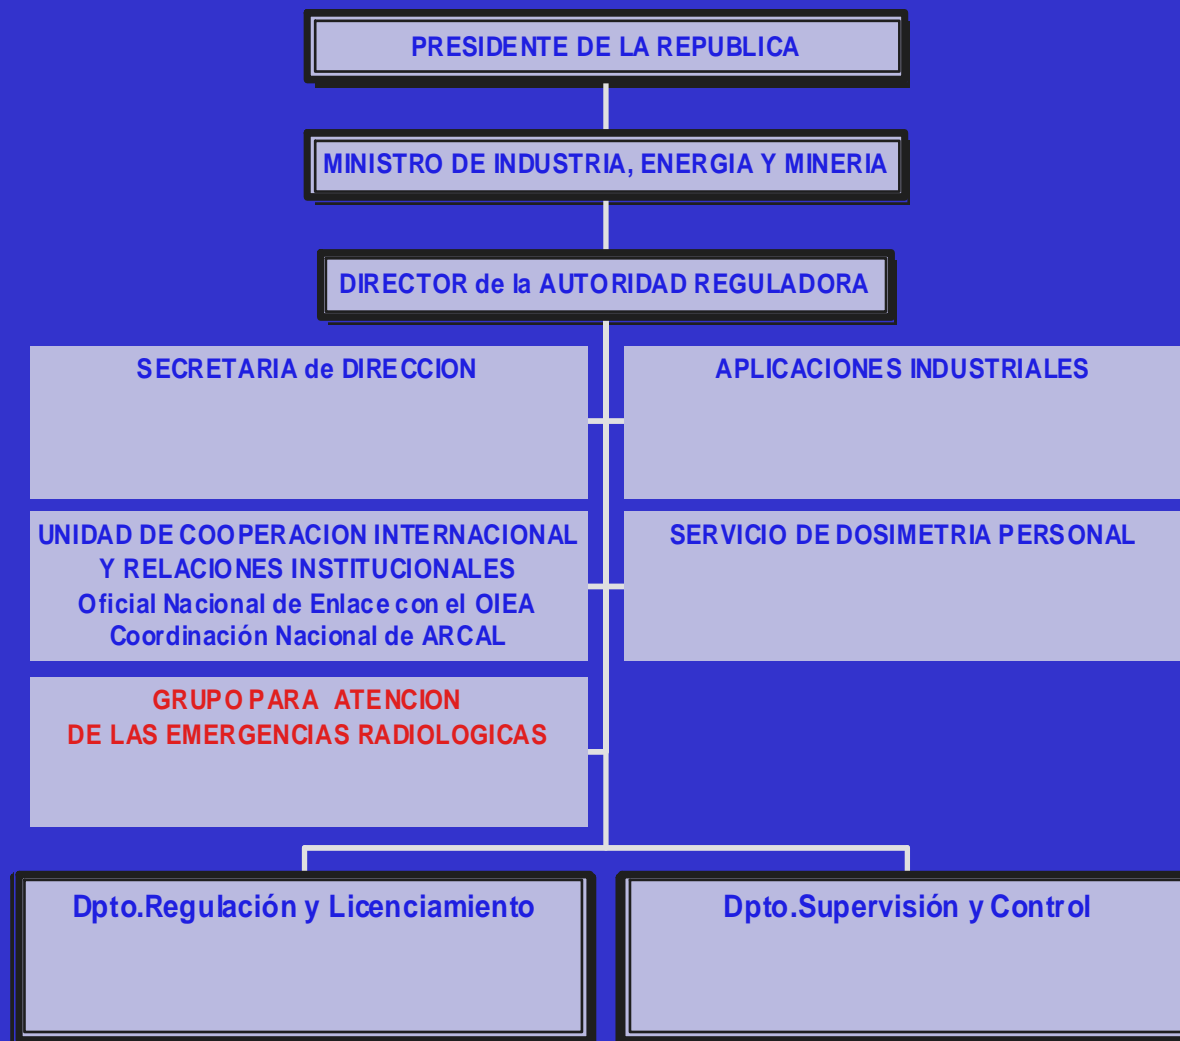 PRESIDENTE DE LA REPUBLICA
MINISTRO DE INDUSTRIA, ENERGIA Y MINERIA
DIRECTOR de la AUTORIDAD REGULADORA
SECRETARIA de DIRECCION
APLICACIONES INDUSTRIALES
UNIDAD DE COOPERACION INTERNACIONAL
Y RELACIONES INSTITUCIONALES
Oficial Nacional de Enlace con el OIEA
Coordinación Nacional de ARCAL
SERVICIO DE DOSIMETRIA PERSONAL
GRUPO PARA ATENCION
DE LAS EMERGENCIAS RADIOLOGICAS
Dpto.Regulación y Licenciamiento
Dpto.Supervisión y Control